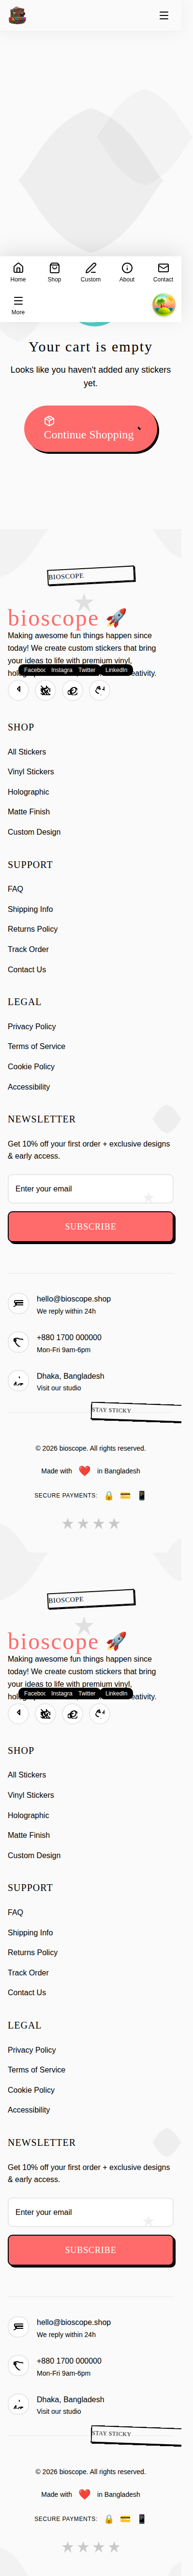 Home Shop Custom About Contact
More
Your cart is empty
Looks like you haven't added any stickers
yet.
Continue Shopping
BIOSCOPE
bioscope 🚀
Making awesome fun stickers happen since
today! We create custom stickers that bring
your ideas to life with premium vinyl,
Twitter LinkedIn
SHOP
All Stickers
Vinyl Stickers
Holographic
Matte Finish
Custom Design
SUPPORT
FAQ
Shipping Info
Returns Policy
Track Order
Contact Us
LEGAL
Privacy Policy
Terms of Service
Cookie Policy
Accessibility
NEWSLETTER
Get 10% off your first order + exclusive designs
& early access.
Enter your email
SUBSCRIBE
hello@bioscope.shop
We reply within 24h
+880 1700 000000
Mon-Fri 9am-6pm
Dhaka, Bangladesh
Visit our studio
STAY STICKY
© 2026 bioscope. All rights reserved.
Made with ❤️ in Bangladesh
SECURE PAYMENTS: 🔒 💳 📱
★ ★ ★ ★
BIOSCOPE
bioscope 🚀
Making awesome fun stickers happen since
today! We create custom stickers that bring
your ideas to life with premium vinyl,
Twitter LinkedIn
SHOP
All Stickers
Vinyl Stickers
Holographic
Matte Finish
Custom Design
SUPPORT
FAQ
Shipping Info
Returns Policy
Track Order
Contact Us
LEGAL
Privacy Policy
Terms of Service
Cookie Policy
Accessibility
NEWSLETTER
Get 10% off your first order + exclusive designs
& early access.
Enter your email
SUBSCRIBE
hello@bioscope.shop
We reply within 24h
+880 1700 000000
Mon-Fri 9am-6pm
Dhaka, Bangladesh
Visit our studio
STAY STICKY
© 2026 bioscope. All rights reserved.
Made with ❤️ in Bangladesh
SECURE PAYMENTS: 🔒 💳 📱
★ ★ ★ ★